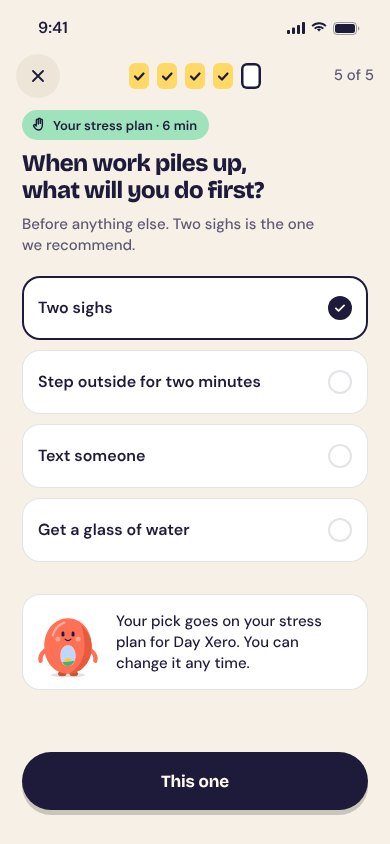 9:41
5 of 5
Your stress plan · 6 min
When work piles up,
what will you do first?
Before anything else. Two sighs is the one
we recommend.
Two sighs
Step outside for two minutes
Text someone
Get a glass of water
Your pick goes on your stress
plan for Day Xero. You can
change it any time.
This one